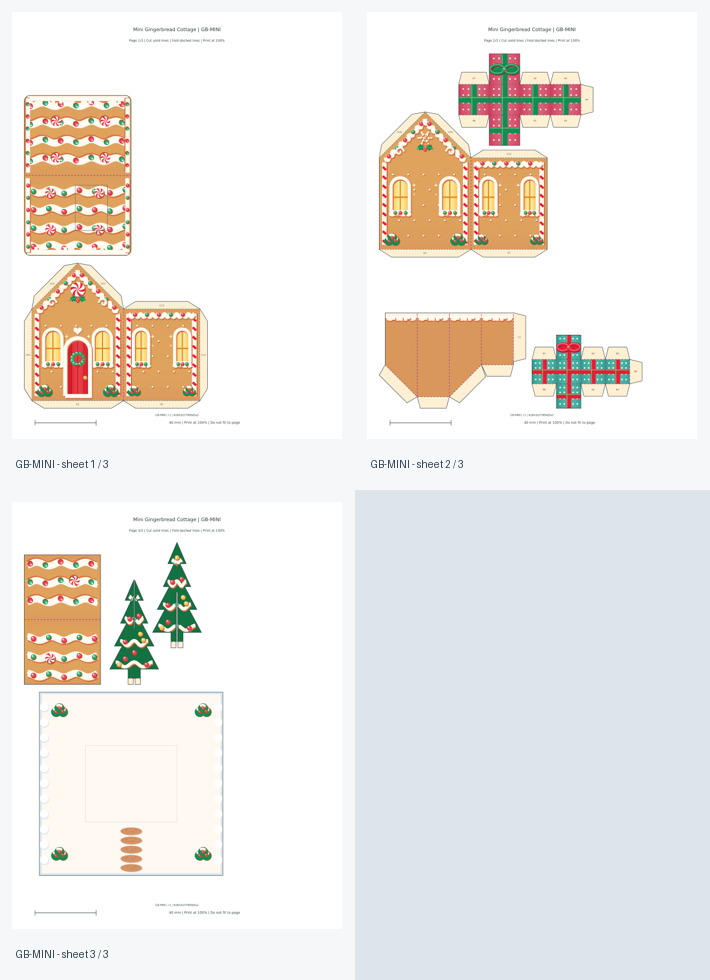 Mini Gingerbread Cottage | GB-MINI
Page 1/3 | Cut solid lines | Fold dashed lines | Print at 100%
40 mm | Print at 100% | Do not fit to page
GB-MINI - sheet 1 / 3
Mini Gingerbread Cottage | GB-MINI
Page 2/3 | Cut solid lines | Fold dashed lines | Print at 100%
40 mm | Print at 100% | Do not fit to page
GB-MINI - sheet 2 / 3
Mini Gingerbread Cottage | GB-MINI
Page 3/3 | Cut solid lines | Fold dashed lines | Print at 100%
40 mm | Print at 100% | Do not fit to page
GB-MINI - sheet 3 / 3